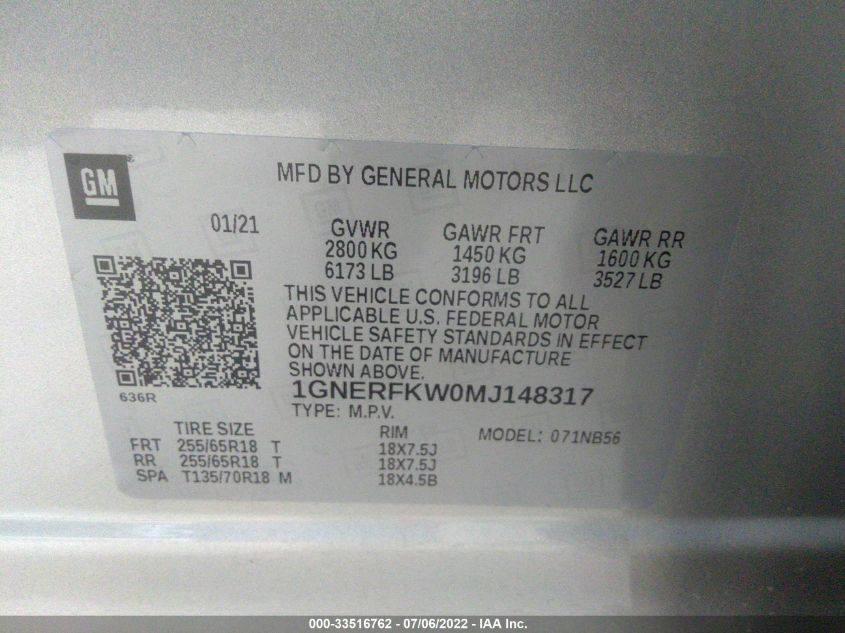 GM
MFD BY GENERAL MOTORS LLC
01/21
GVWR
2800 KG
6173 LB
GAWR FRT
1450 KG
3196 LB
GAWR RR
1600 KG
3527 LB
THIS VEHICLE CONFORMS TO ALL
APPLICABLE U.S. FEDERAL MOTOR
VEHICLE SAFETY STANDARDS IN EFFECT
ON THE DATE OF MANUFACTURE
SHOWN ABOVE.
636R
1GNERFKW0MJ148317
TYPE: M.P.V.
TIRE SIZE RIM MODEL: 071NB56
FRT 255/65R18 T 18X7.5J
RR 255/65R18 T 18X7.5J
SPA T135/70R18 M 18X4.5B
000-33516762 - 07/06/2022 - IAA Inc.